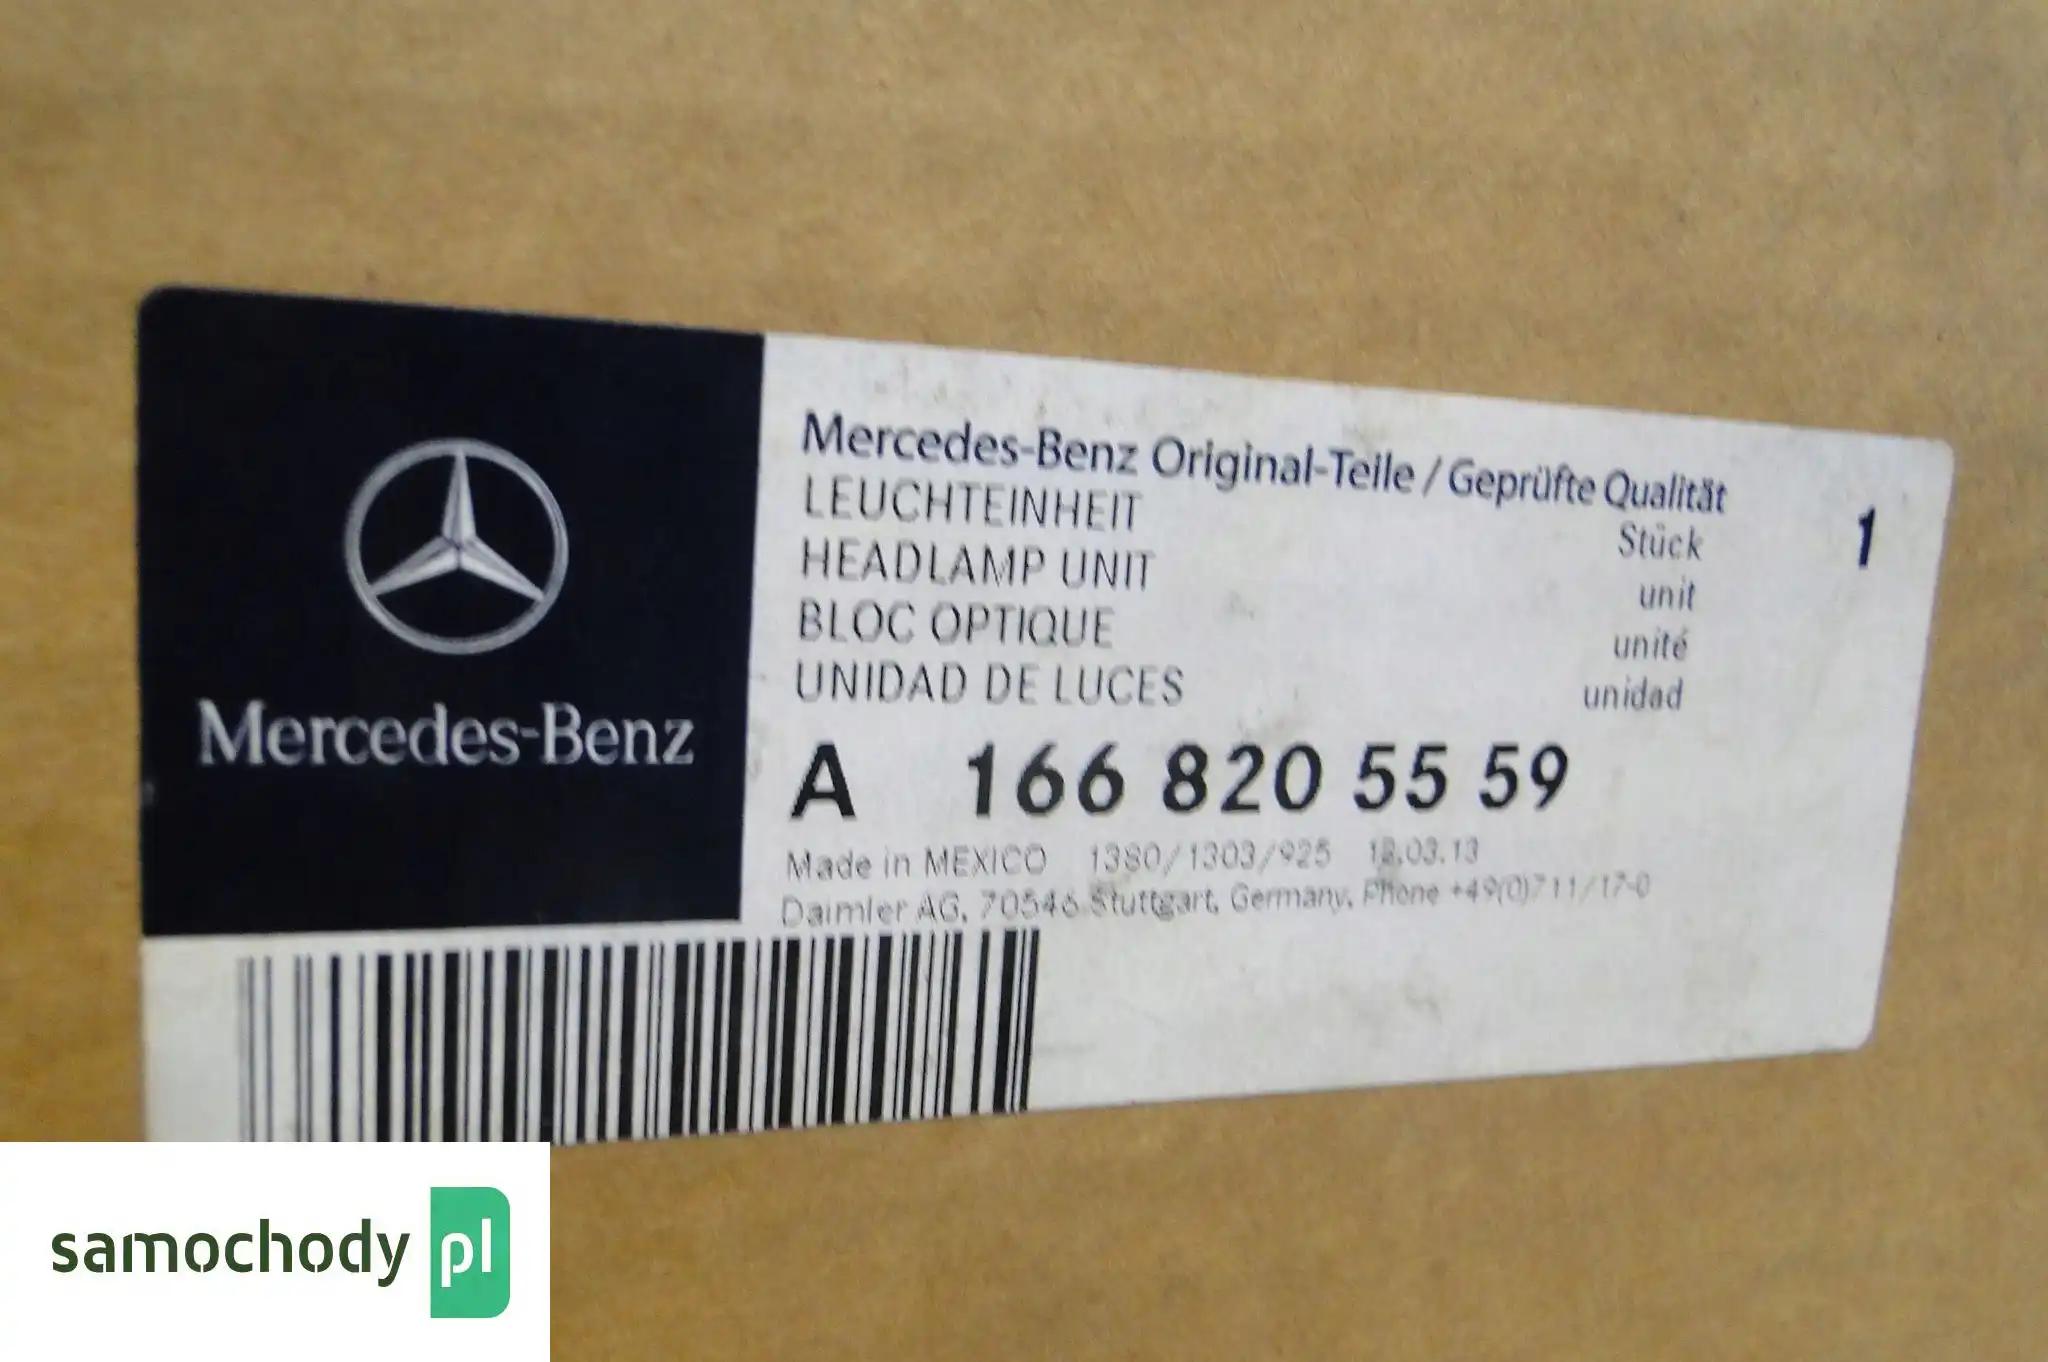 Mercedes-Benz
Mercedes-Benz Original-Teile / Geprüfte Qualität
LEUCHTEINHEIT Stück 1
HEADLAMP UNIT unit
BLOC OPTIQUE unité
UNIDAD DE LUCES unidad
A 166 820 55 59
Made in MEXICO 1380/1303/925 18.03.13
Daimler AG, 70546 Stuttgart, Germany, Phone +49(0)711/17-0
samochody pl